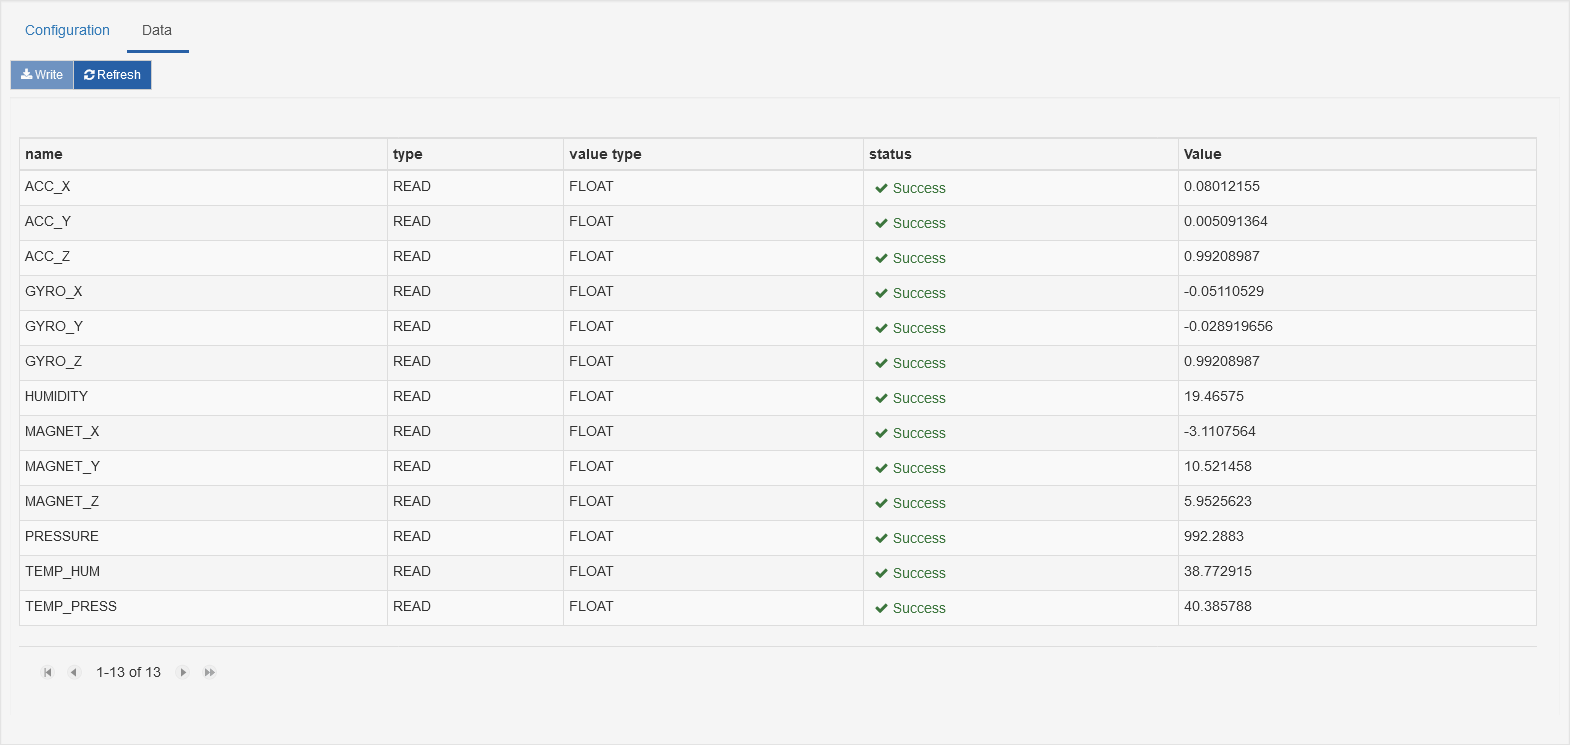 Configuration Data
Write Refresh
name type value type status Value
ACC_X READ FLOAT Success 0.08012155
ACC_Y READ FLOAT Success 0.005091364
ACC_Z READ FLOAT Success 0.99208987
GYRO_X READ FLOAT Success -0.05110529
GYRO_Y READ FLOAT Success -0.028919656
GYRO_Z READ FLOAT Success 0.99208987
HUMIDITY READ FLOAT Success 19.46575
MAGNET_X READ FLOAT Success -3.1107564
MAGNET_Y READ FLOAT Success 10.521458
MAGNET_Z READ FLOAT Success 5.9525623
PRESSURE READ FLOAT Success 992.2883
TEMP_HUM READ FLOAT Success 38.772915
TEMP_PRESS READ FLOAT Success 40.385788
1-13 of 13